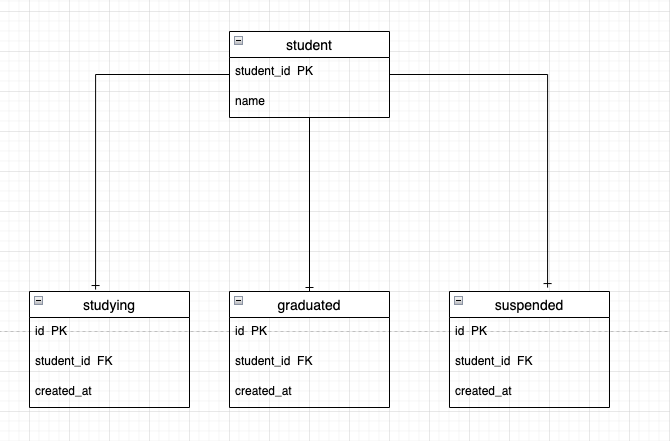 student
student_id PK
name
studying
id PK
student_id FK
created_at
graduated
id PK
student_id FK
created_at
suspended
id PK
student_id FK
created_at